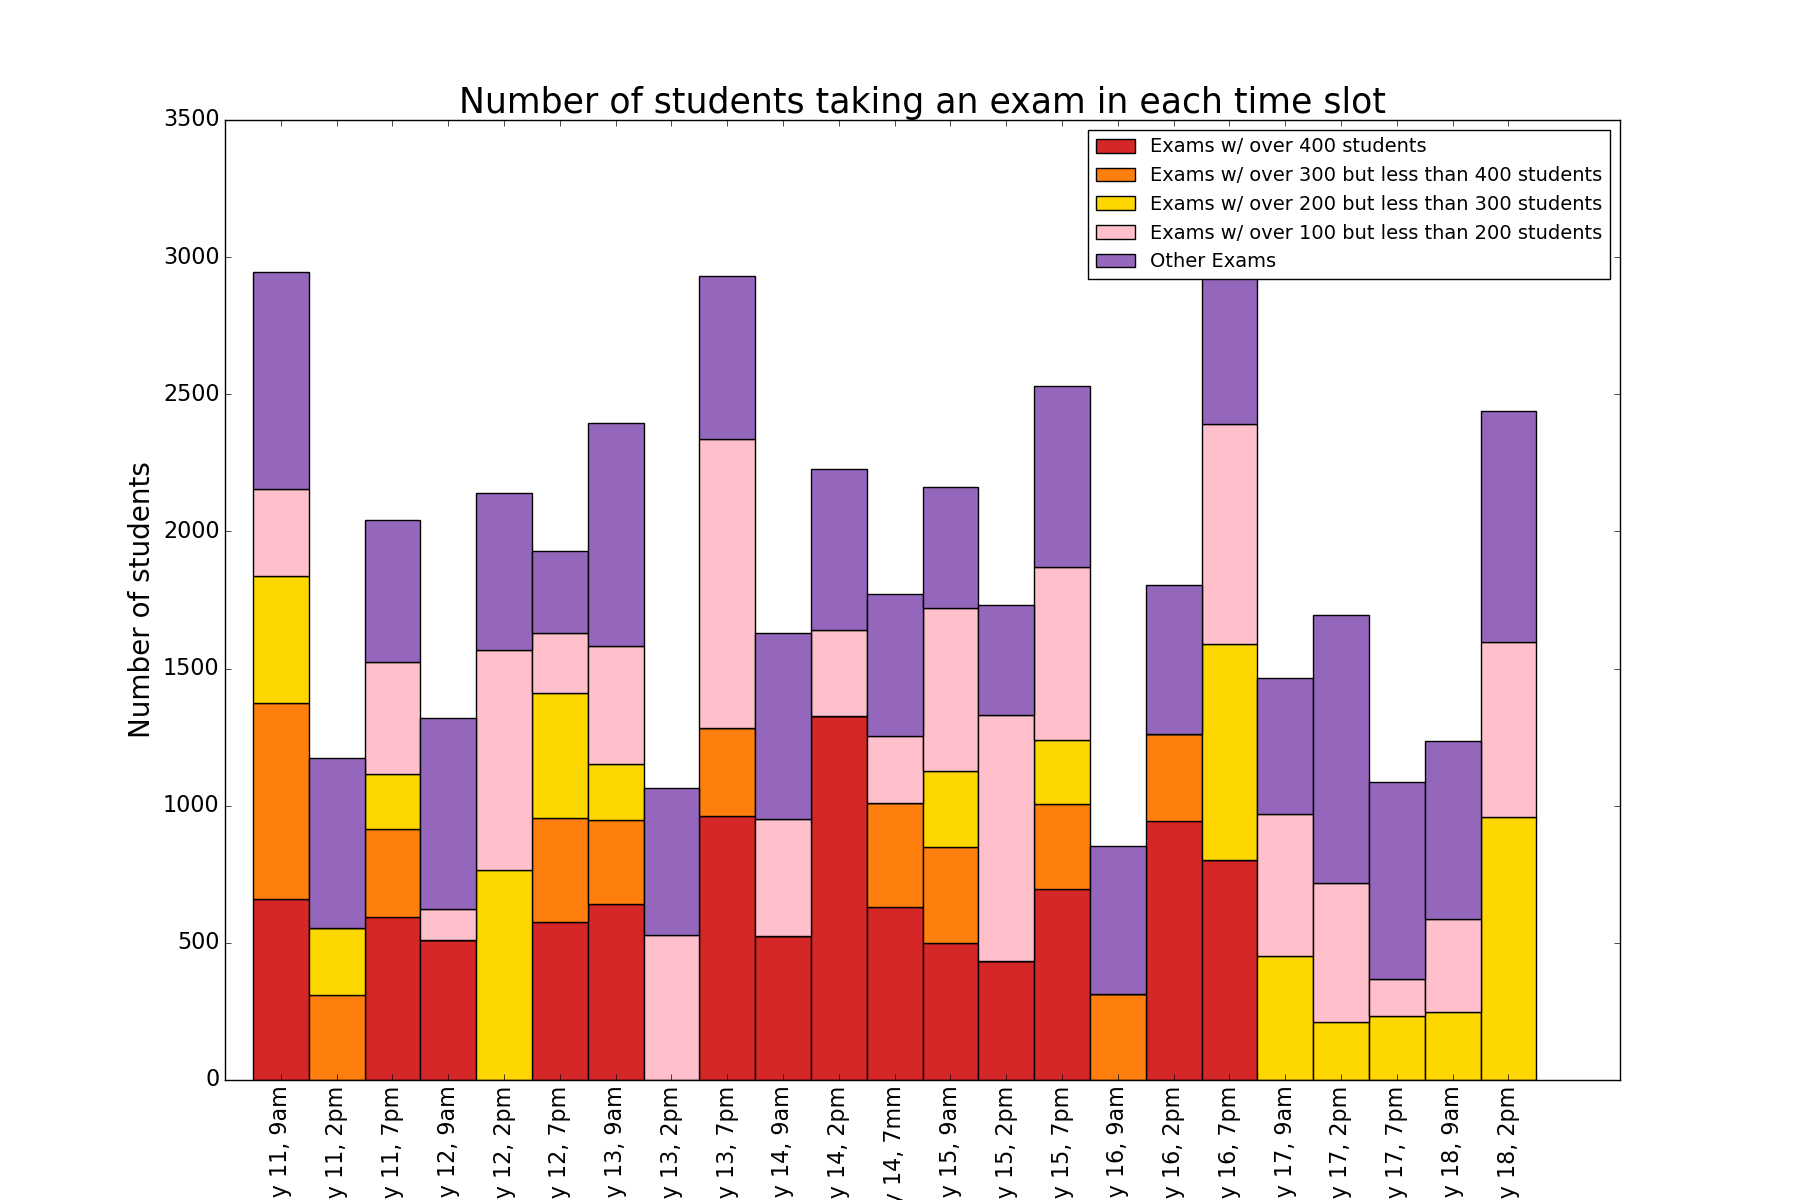 Number of students taking an exam in each time slot
Exams w/ over 400 students
Exams w/ over 300 but less than 400 students
Exams w/ over 200 but less than 300 students
Exams w/ over 100 but less than 200 students
Other Exams
Number of students
3500
3000
2500
2000
1500
1000
500
0
y 11, 9am
y 11, 2pm
y 11, 7pm
y 12, 9am
y 12, 2pm
y 12, 7pm
y 13, 9am
y 13, 2pm
y 13, 7pm
y 14, 9am
y 14, 2pm
y 14, 7mm
y 15, 9am
y 15, 2pm
y 15, 7pm
y 16, 9am
y 16, 2pm
y 16, 7pm
y 17, 9am
y 17, 2pm
y 17, 7pm
y 18, 9am
y 18, 2pm